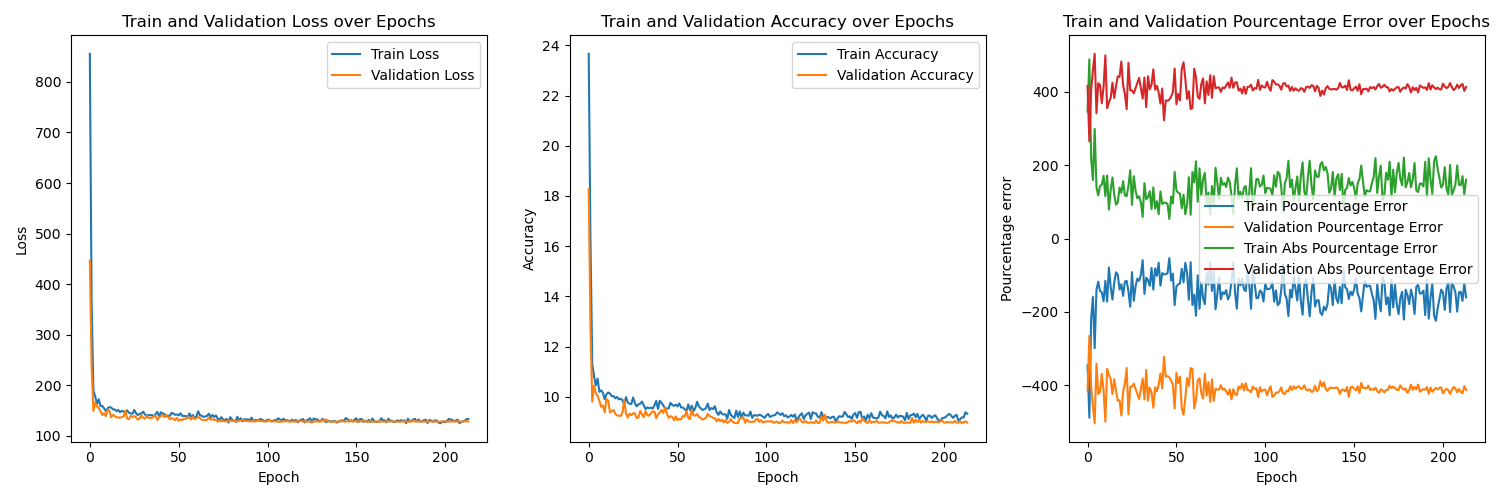 Train and Validation Loss over Epochs
Train Loss
Validation Loss
800
700
600
500
400
300
200
100
Loss
0
50
100
150
200
Epoch
Train and Validation Accuracy over Epochs
Train Accuracy
Validation Accuracy
24
22
20
18
16
14
12
10
Accuracy
0
50
100
150
200
Epoch
Train and Validation Pourcentage Error over Epochs
400
200
0
−200
−400
Pourcentage error
Train Pourcentage Error
Validation Pourcentage Error
Train Abs Pourcentage Error
Validation Abs Pourcentage Error
0
50
100
150
200
Epoch